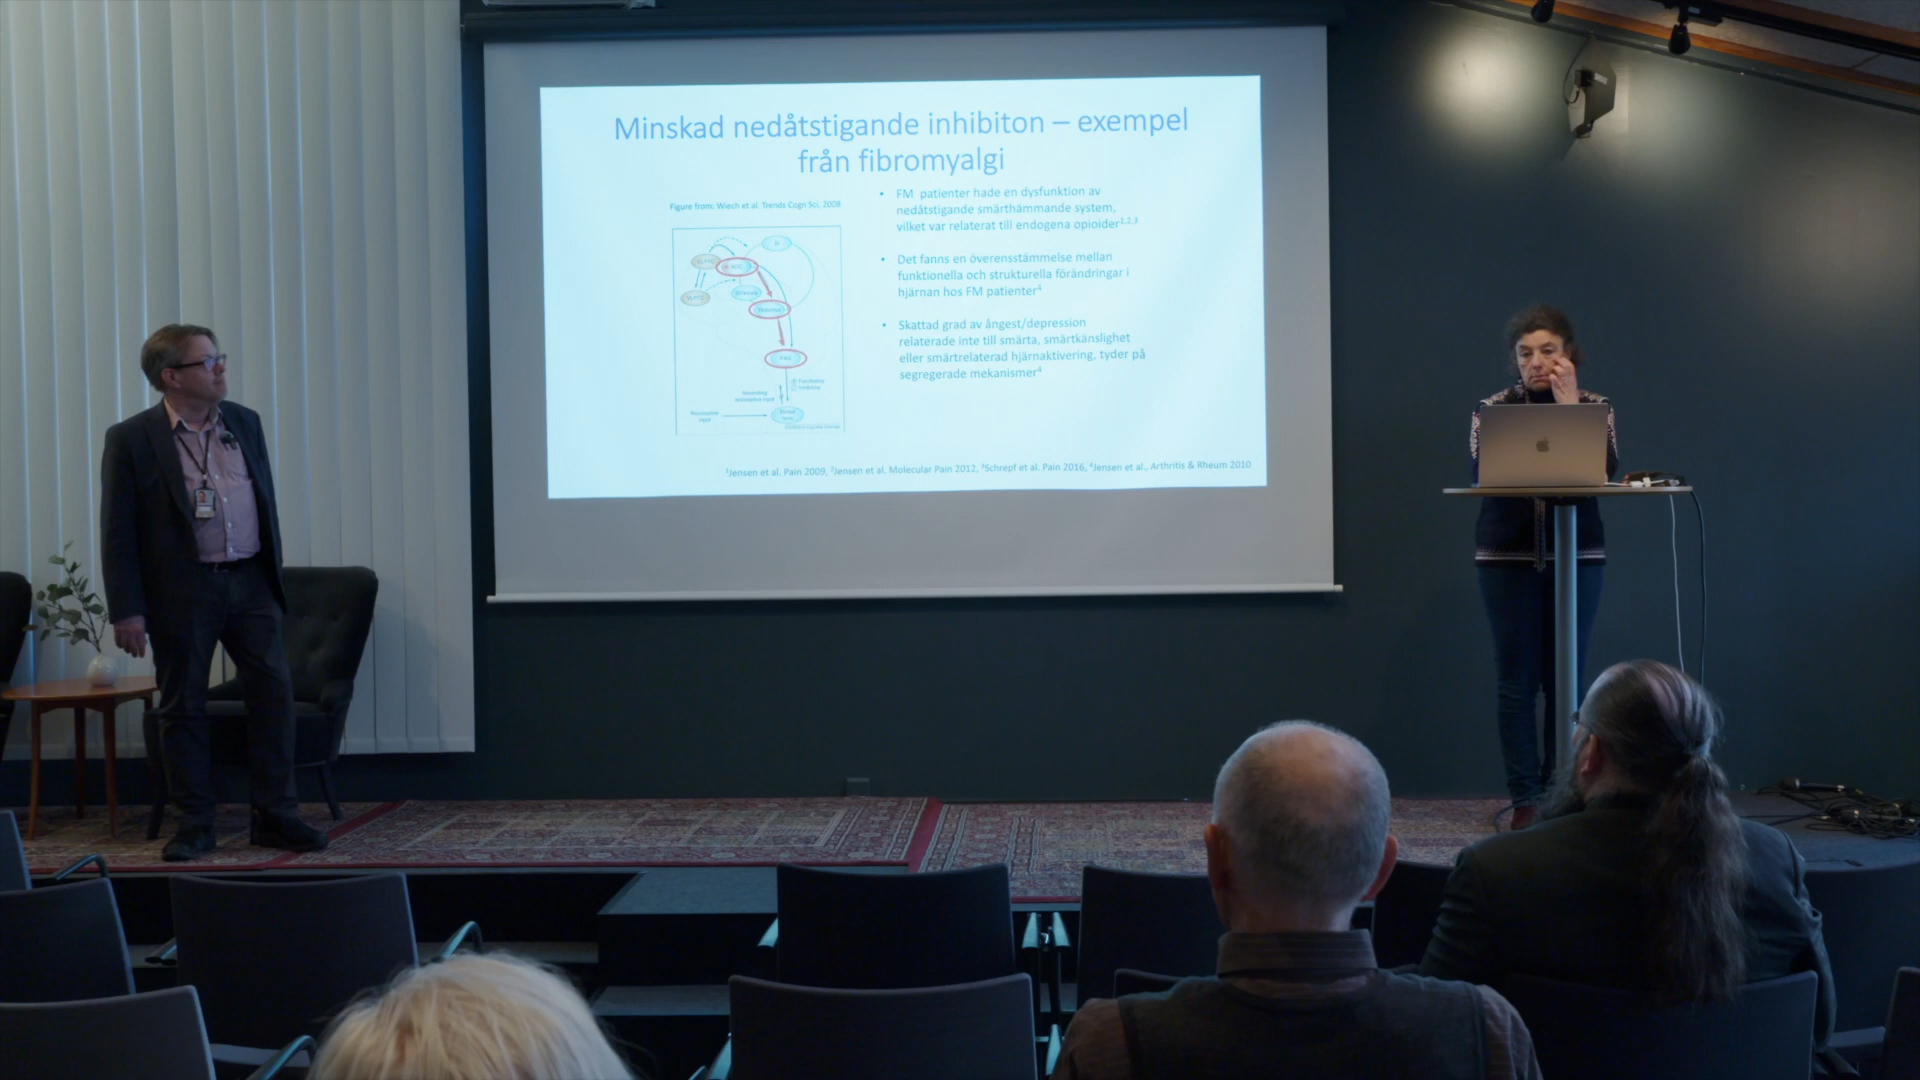 Minskad nedåtstigande inhibiton – exempel
från fibromyalgi
Figure from: Wiech et al. Trends Cogn Sci, 2008
• FM patienter hade en dysfunktion av
nedåtstigande smärthämmande system,
vilket var relaterat till endogena opioider¹,²,³
• Det fanns en överensstämmelse mellan
funktionella och strukturella förändringar i
hjärnan hos FM patienter⁴
• Skattad grad av ångest/depression
relaterade inte till smärta, smärtkänslighet
eller smärtrelaterad hjärnaktivering, tyder på
segregerade mekanismer⁴
¹Jensen et al. Pain 2009, ²Jensen et al. Molecular Pain 2012, ³Schrepf et al. Pain 2016, ⁴Jensen et al., Arthritis & Rheum 2010